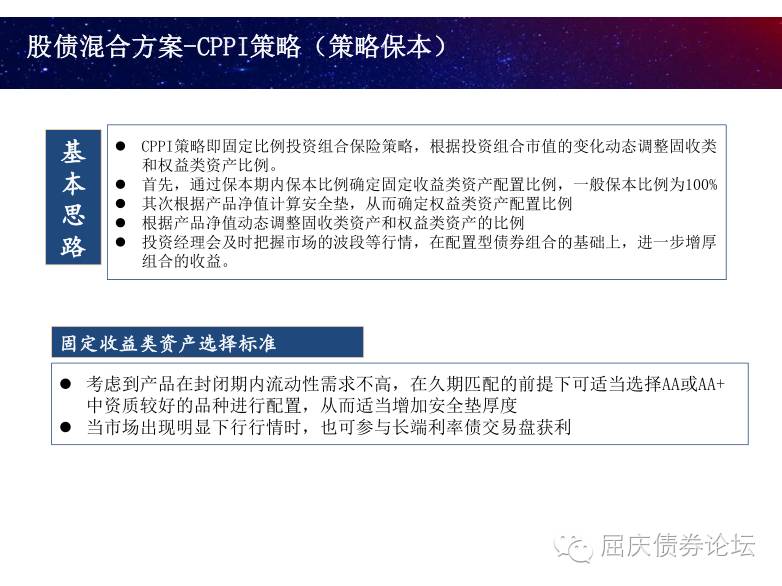 股债混合方案-CPPI策略（策略保本）
基本思路
● CPPI策略即固定比例投资组合保险策略，根据投资组合市值的变化动态调整固收类
和权益类资产比例。
● 首先，通过保本期内保本比例确定固定收益类资产配置比例，一般保本比例为100%
● 其次根据产品净值计算安全垫，从而确定权益类资产配置比例
● 根据产品净值动态调整固收类资产和权益类资产的比例
● 投资经理会及时把握市场的波段等行情，在配置型债券组合的基础上，进一步增厚
组合的收益。
固定收益类资产选择标准
● 考虑到产品在封闭期内流动性需求不高，在久期匹配的前提下可适当选择AA或AA+
中资质较好的品种进行配置，从而适当增加安全垫厚度
● 当市场出现明显下行行情时，也可参与长端利率债交易盘获利
屈庆债券论坛